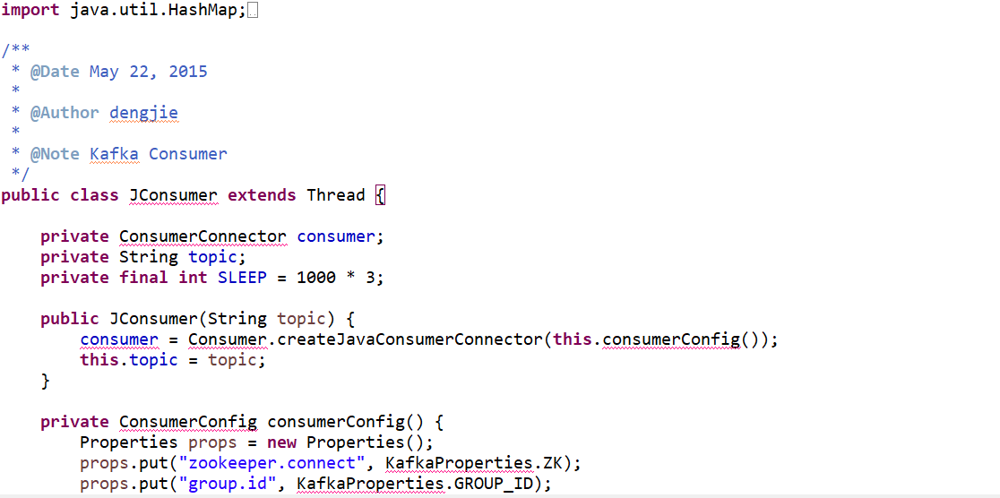 import java.util.HashMap;

/**
 * @Date May 22, 2015
 *
 * @Author dengjie
 *
 * @Note Kafka Consumer
 */
public class JConsumer extends Thread {

    private ConsumerConnector consumer;
    private String topic;
    private final int SLEEP = 1000 * 3;

    public JConsumer(String topic) {
        consumer = Consumer.createJavaConsumerConnector(this.consumerConfig());
        this.topic = topic;
    }

    private ConsumerConfig consumerConfig() {
        Properties props = new Properties();
        props.put("zookeeper.connect", KafkaProperties.ZK);
        props.put("group.id", KafkaProperties.GROUP_ID);